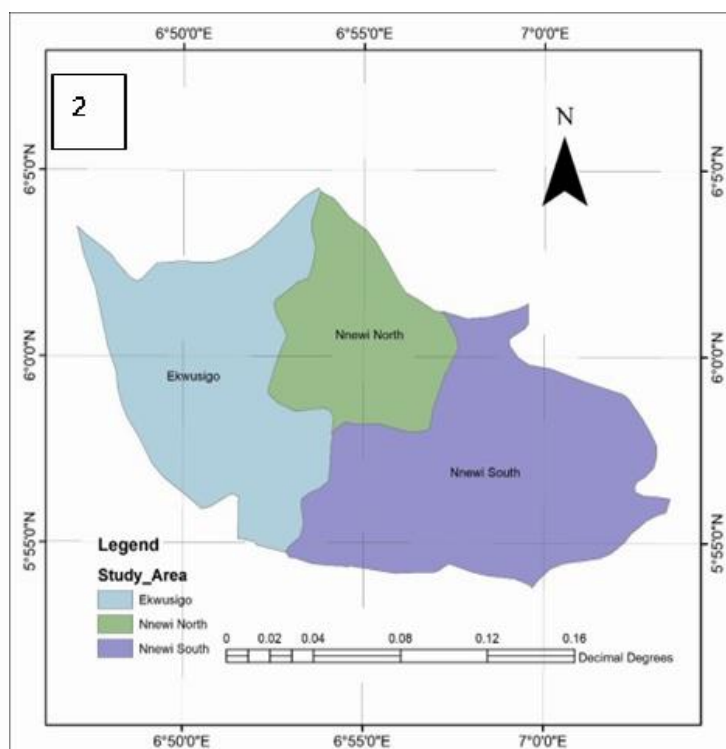 6°50'0"E 6°55'0"E 7°0'0"E
2
N
6°5'0"N 6°5'0"N
Nnewi North
6°0'0"N 6°0'0"N
Ekwusigo
Nnewi South
5°55'0"N 5°55'0"N
Legend
Study_Area
Ekwusigo
Nnewi North
Nnewi South
0 0.02 0.04 0.08 0.12 0.16
Decimal Degrees
6°50'0"E 6°55'0"E 7°0'0"E